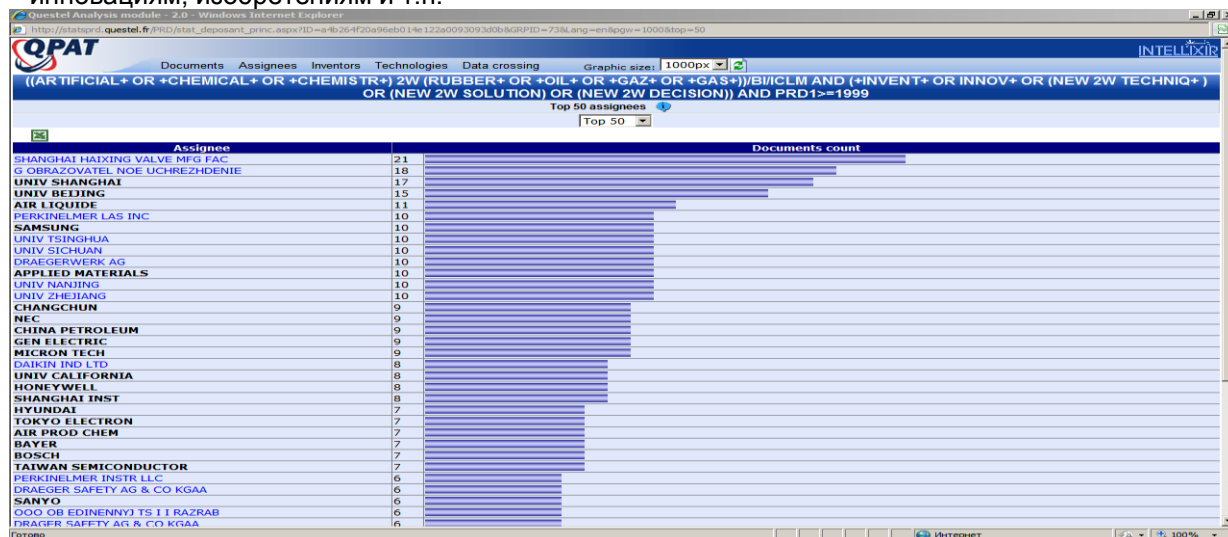 инновациям, изобретениям и т.п.
Questel Analysis module - 2.0 - Windows Internet Explorer
http://statsprd.questel.fr/PRD/stat_deposant_princ.aspx?ID=a4b264f20a96eb014e122a0093093d0b&GRPID=73&Lang=en&pgw=1000&top=50
QPAT
INTELLIXIR
Documents Assignees Inventors Technologies Data crossing Graphic size: 1000px
((ARTIFICIAL+ OR +CHEMICAL+ OR +CHEMISTR+) 2W (RUBBER+ OR +OIL+ OR +GAZ+ OR +GAS+))/BI/ICLM AND (+INVENT+ OR INNOV+ OR (NEW 2W TECHNIQ+ )
OR (NEW 2W SOLUTION) OR (NEW 2W DECISION)) AND PRD1>=1999
Top 50 assignees
Top 50
Assignee Documents count
SHANGHAI HAIXING VALVE MFG FAC 21
G OBRAZOVATEL NOE UCHREZHDENIE 18
UNIV SHANGHAI 17
UNIV BEIJING 15
AIR LIQUIDE 11
PERKINELMER LAS INC 10
SAMSUNG 10
UNIV TSINGHUA 10
UNIV SICHUAN 10
DRAEGERWERK AG 10
APPLIED MATERIALS 10
UNIV NANJING 10
UNIV ZHEJIANG 10
CHANGCHUN 9
NEC 9
CHINA PETROLEUM 9
GEN ELECTRIC 9
MICRON TECH 9
DAIKIN IND LTD 8
UNIV CALIFORNIA 8
HONEYWELL 8
SHANGHAI INST 8
HYUNDAI 7
TOKYO ELECTRON 7
AIR PROD CHEM 7
BAYER 7
BOSCH 7
TAIWAN SEMICONDUCTOR 7
PERKINELMER INSTR LLC 6
DRAEGER SAFETY AG & CO KGAA 6
SANYO 6
OOO OB EDINENNYJ TS I I RAZRAB 6
DRAGER SAFETY AG & CO KGAA 6
Готово Интернет 100%